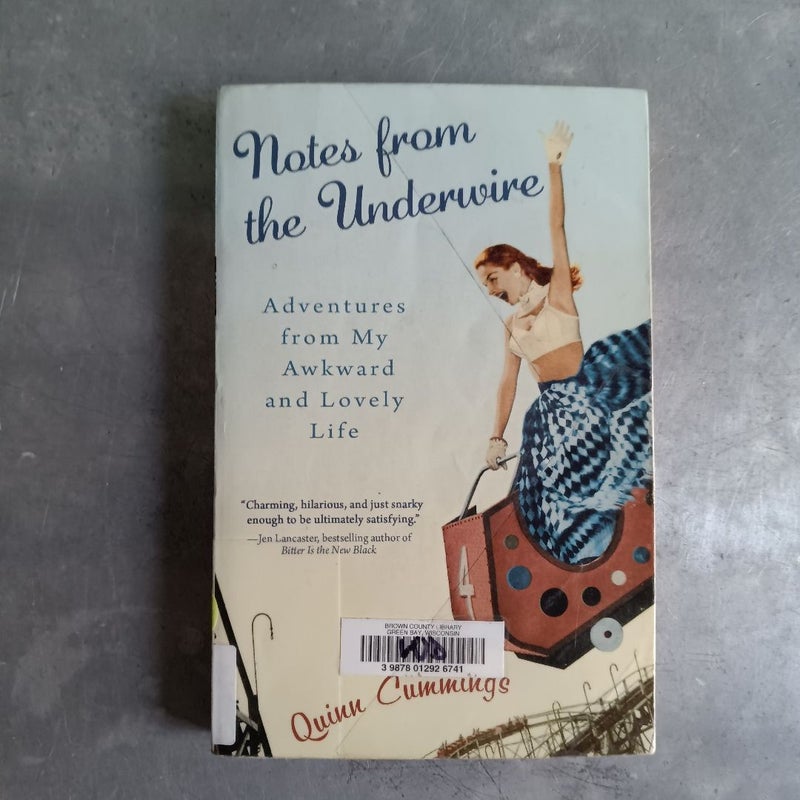 Notes from
the Underwire
Adventures
from My
Awkward
and Lovely
Life
“Charming, hilarious, and just snarky
enough to be ultimately satisfying.”
—Jen Lancaster, bestselling author of
Bitter Is the New Black
BROWN COUNTY LIBRARY
GREEN BAY, WISCONSIN
3 9878 01292 6741
Quinn Cummings